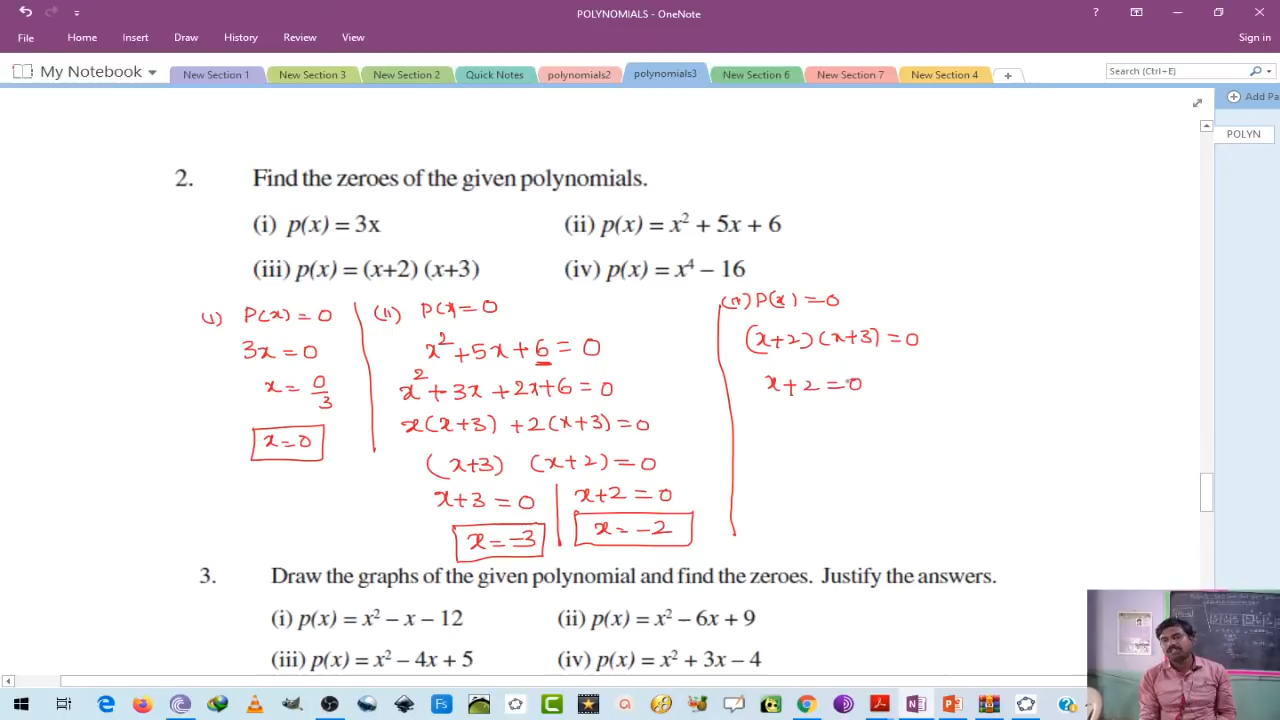 POLYNOMIALS - OneNote
File Home Insert Draw History Review View
Sign in
My Notebook
New Section 1 New Section 3 New Section 2 Quick Notes polynomials2 polynomials3 New Section 6 New Section 7 New Section 4
Search (Ctrl+E)
Add Pa
POLYN
2. Find the zeroes of the given polynomials.
(i) p(x) = 3x (ii) p(x) = x² + 5x + 6
(iii) p(x) = (x+2) (x+3) (iv) p(x) = x⁴ – 16
(i) P(x) = 0
3x = 0
x = 0/3
x = 0
(ii) P(x = 0
x² + 5x + 6 = 0
x² + 3x + 2x + 6 = 0
x(x+3) + 2(x+3) = 0
(x+3) (x+2) = 0
x+3 = 0 | x+2 = 0
x = -3 | x = -2
P(x) = 0
(x+2)(x+3) = 0
x+2 = 0
3. Draw the graphs of the given polynomial and find the zeroes. Justify the answers.
(i) p(x) = x² – x – 12 (ii) p(x) = x² – 6x + 9
(iii) p(x) = x² – 4x + 5 (iv) p(x) = x² + 3x – 4